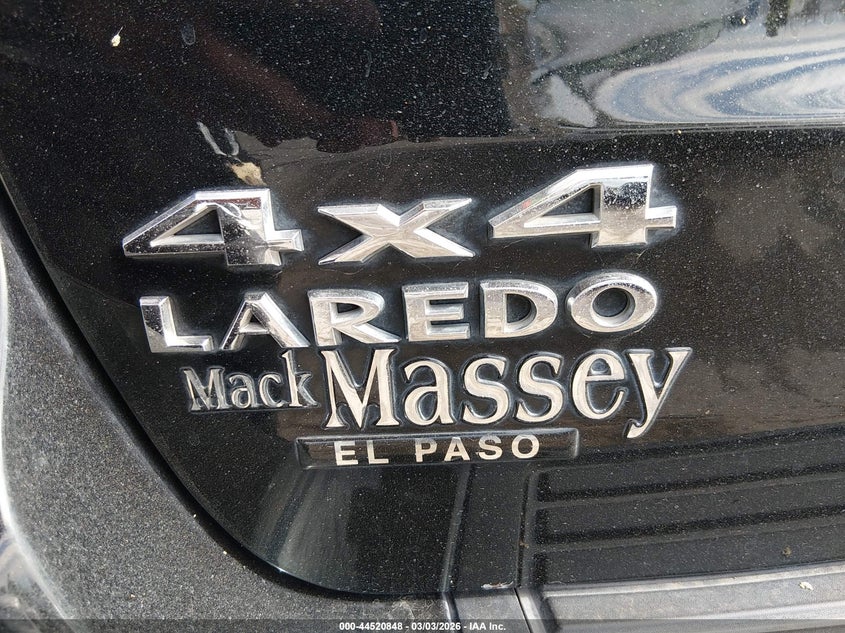 4x4
LAREDO
Mack Massey
EL PASO
000-44520848 - 03/03/2026 - IAA Inc.